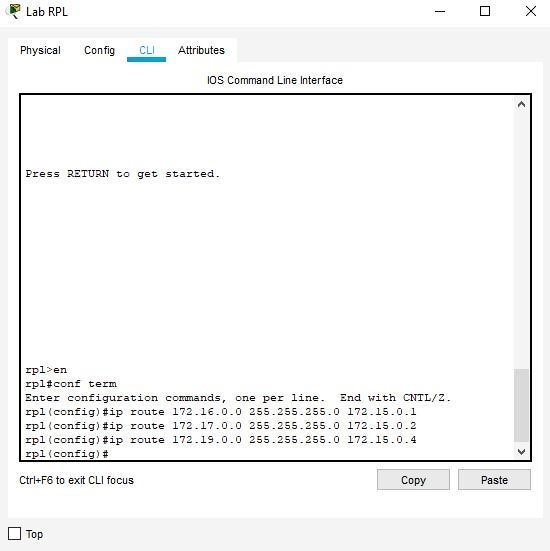 Lab RPL
Physical Config CLI Attributes
IOS Command Line Interface
Press RETURN to get started.
rpl>en
rpl#conf term
Enter configuration commands, one per line.  End with CNTL/Z.
rpl(config)#ip route 172.16.0.0 255.255.255.0 172.15.0.1
rpl(config)#ip route 172.17.0.0 255.255.255.0 172.15.0.2
rpl(config)#ip route 172.19.0.0 255.255.255.0 172.15.0.4
rpl(config)#
Ctrl+F6 to exit CLI focus
Copy Paste
Top